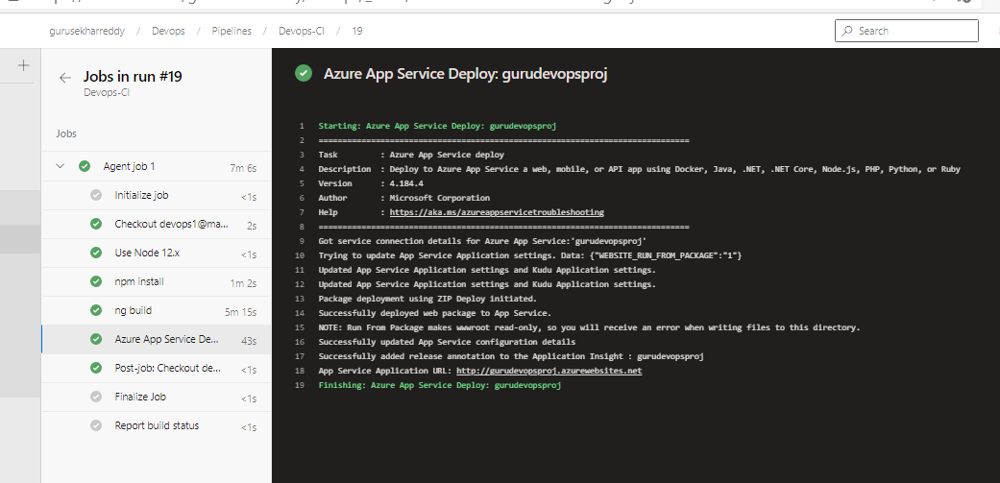 gurusekharreddy / Devops / Pipelines / Devops-CI / 19
Search
Jobs in run #19
Devops-CI
Jobs
Agent job 1 7m 6s
Initialize job <1s
Checkout devops1@ma... 2s
Use Node 12.x <1s
npm install 1m 2s
ng build 5m 15s
Azure App Service De... 43s
Post-job: Checkout de... <1s
Finalize Job <1s
Report build status <1s
Azure App Service Deploy: gurudevopsproj
1 Starting: Azure App Service Deploy: gurudevopsproj
2 ==============================================================================
3 Task         : Azure App Service deploy
4 Description  : Deploy to Azure App Service a web, mobile, or API app using Docker, Java, .NET, .NET Core, Node.js, PHP, Python, or Ruby
5 Version      : 4.184.4
6 Author       : Microsoft Corporation
7 Help         : https://aka.ms/azureappservicetroubleshooting
8 ==============================================================================
9 Got service connection details for Azure App Service:'gurudevopsproj'
10 Trying to update App Service Application settings. Data: {"WEBSITE_RUN_FROM_PACKAGE":"1"}
11 Updated App Service Application settings and Kudu Application settings.
12 Updated App Service Application settings and Kudu Application settings.
13 Package deployment using ZIP Deploy initiated.
14 Successfully deployed web package to App Service.
15 NOTE: Run From Package makes wwwroot read-only, so you will receive an error when writing files to this directory.
16 Successfully updated App Service configuration details
17 Successfully added release annotation to the Application Insight : gurudevopsproj
18 App Service Application URL: http://gurudevopsproj.azurewebsites.net
19 Finishing: Azure App Service Deploy: gurudevopsproj